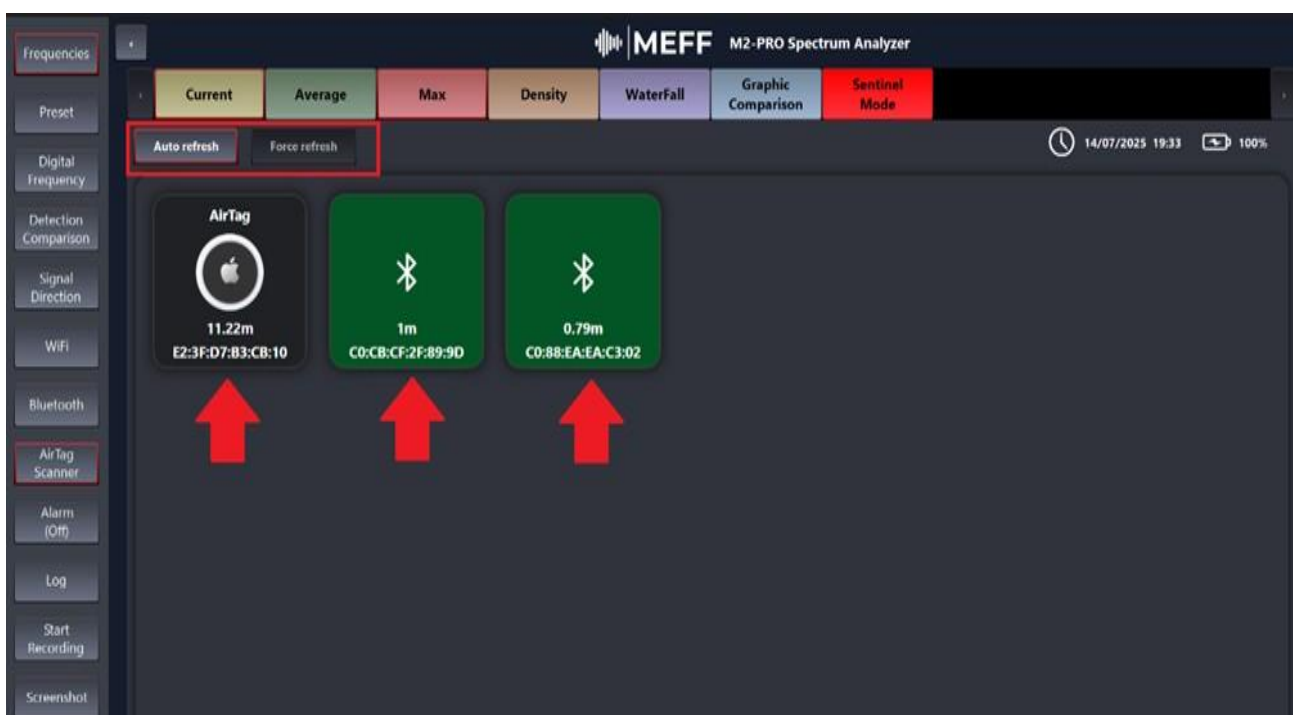 Frequencies
Preset
Digital
Frequency
Detection
Comparison
Signal
Direction
WiFi
Bluetooth
AirTag
Scanner
Alarm
(Off)
Log
Start
Recording
Screenshot
MEFF M2-PRO Spectrum Analyzer
Current
Average
Max
Density
WaterFall
Graphic
Comparison
Sentinel
Mode
Auto refresh
Force refresh
14/07/2025 19:33
100%
AirTag
11.22m
E2:3F:D7:B3:CB:10
1m
C0:CB:CF:2F:89:9D
0.79m
C0:88:EA:EA:C3:02